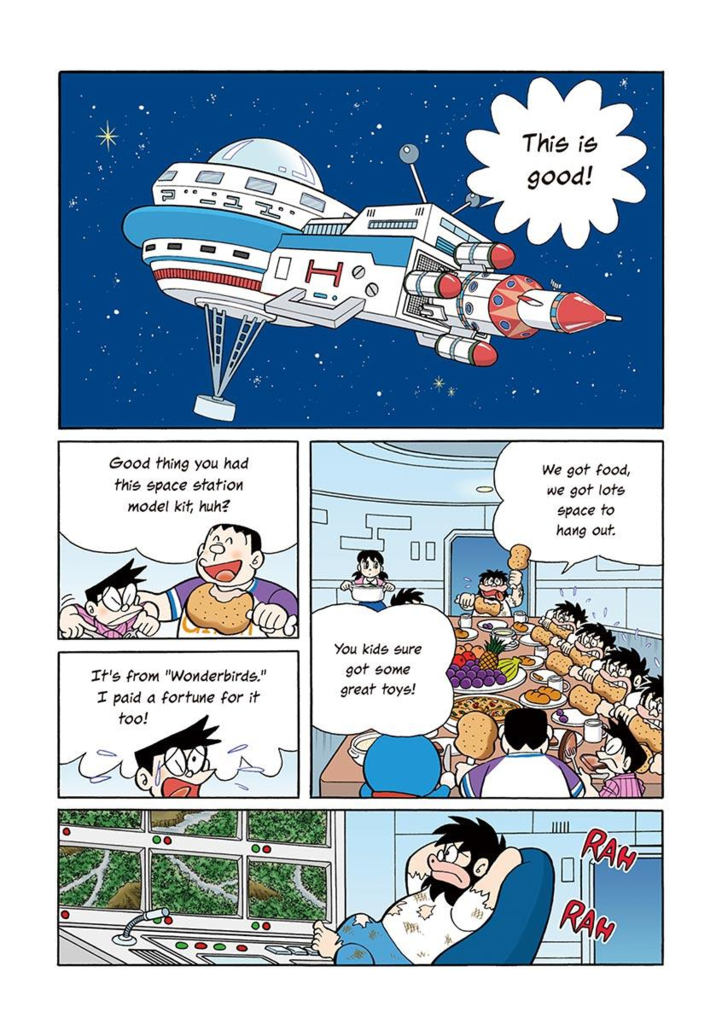 This is
good!
H
Good thing you had
this space station
model kit, huh?
We got food,
we got lots
space to
hang out.
It's from "Wonderbirds."
I paid a fortune for it
too!
You kids sure
got some
great toys!
RAH
RAH